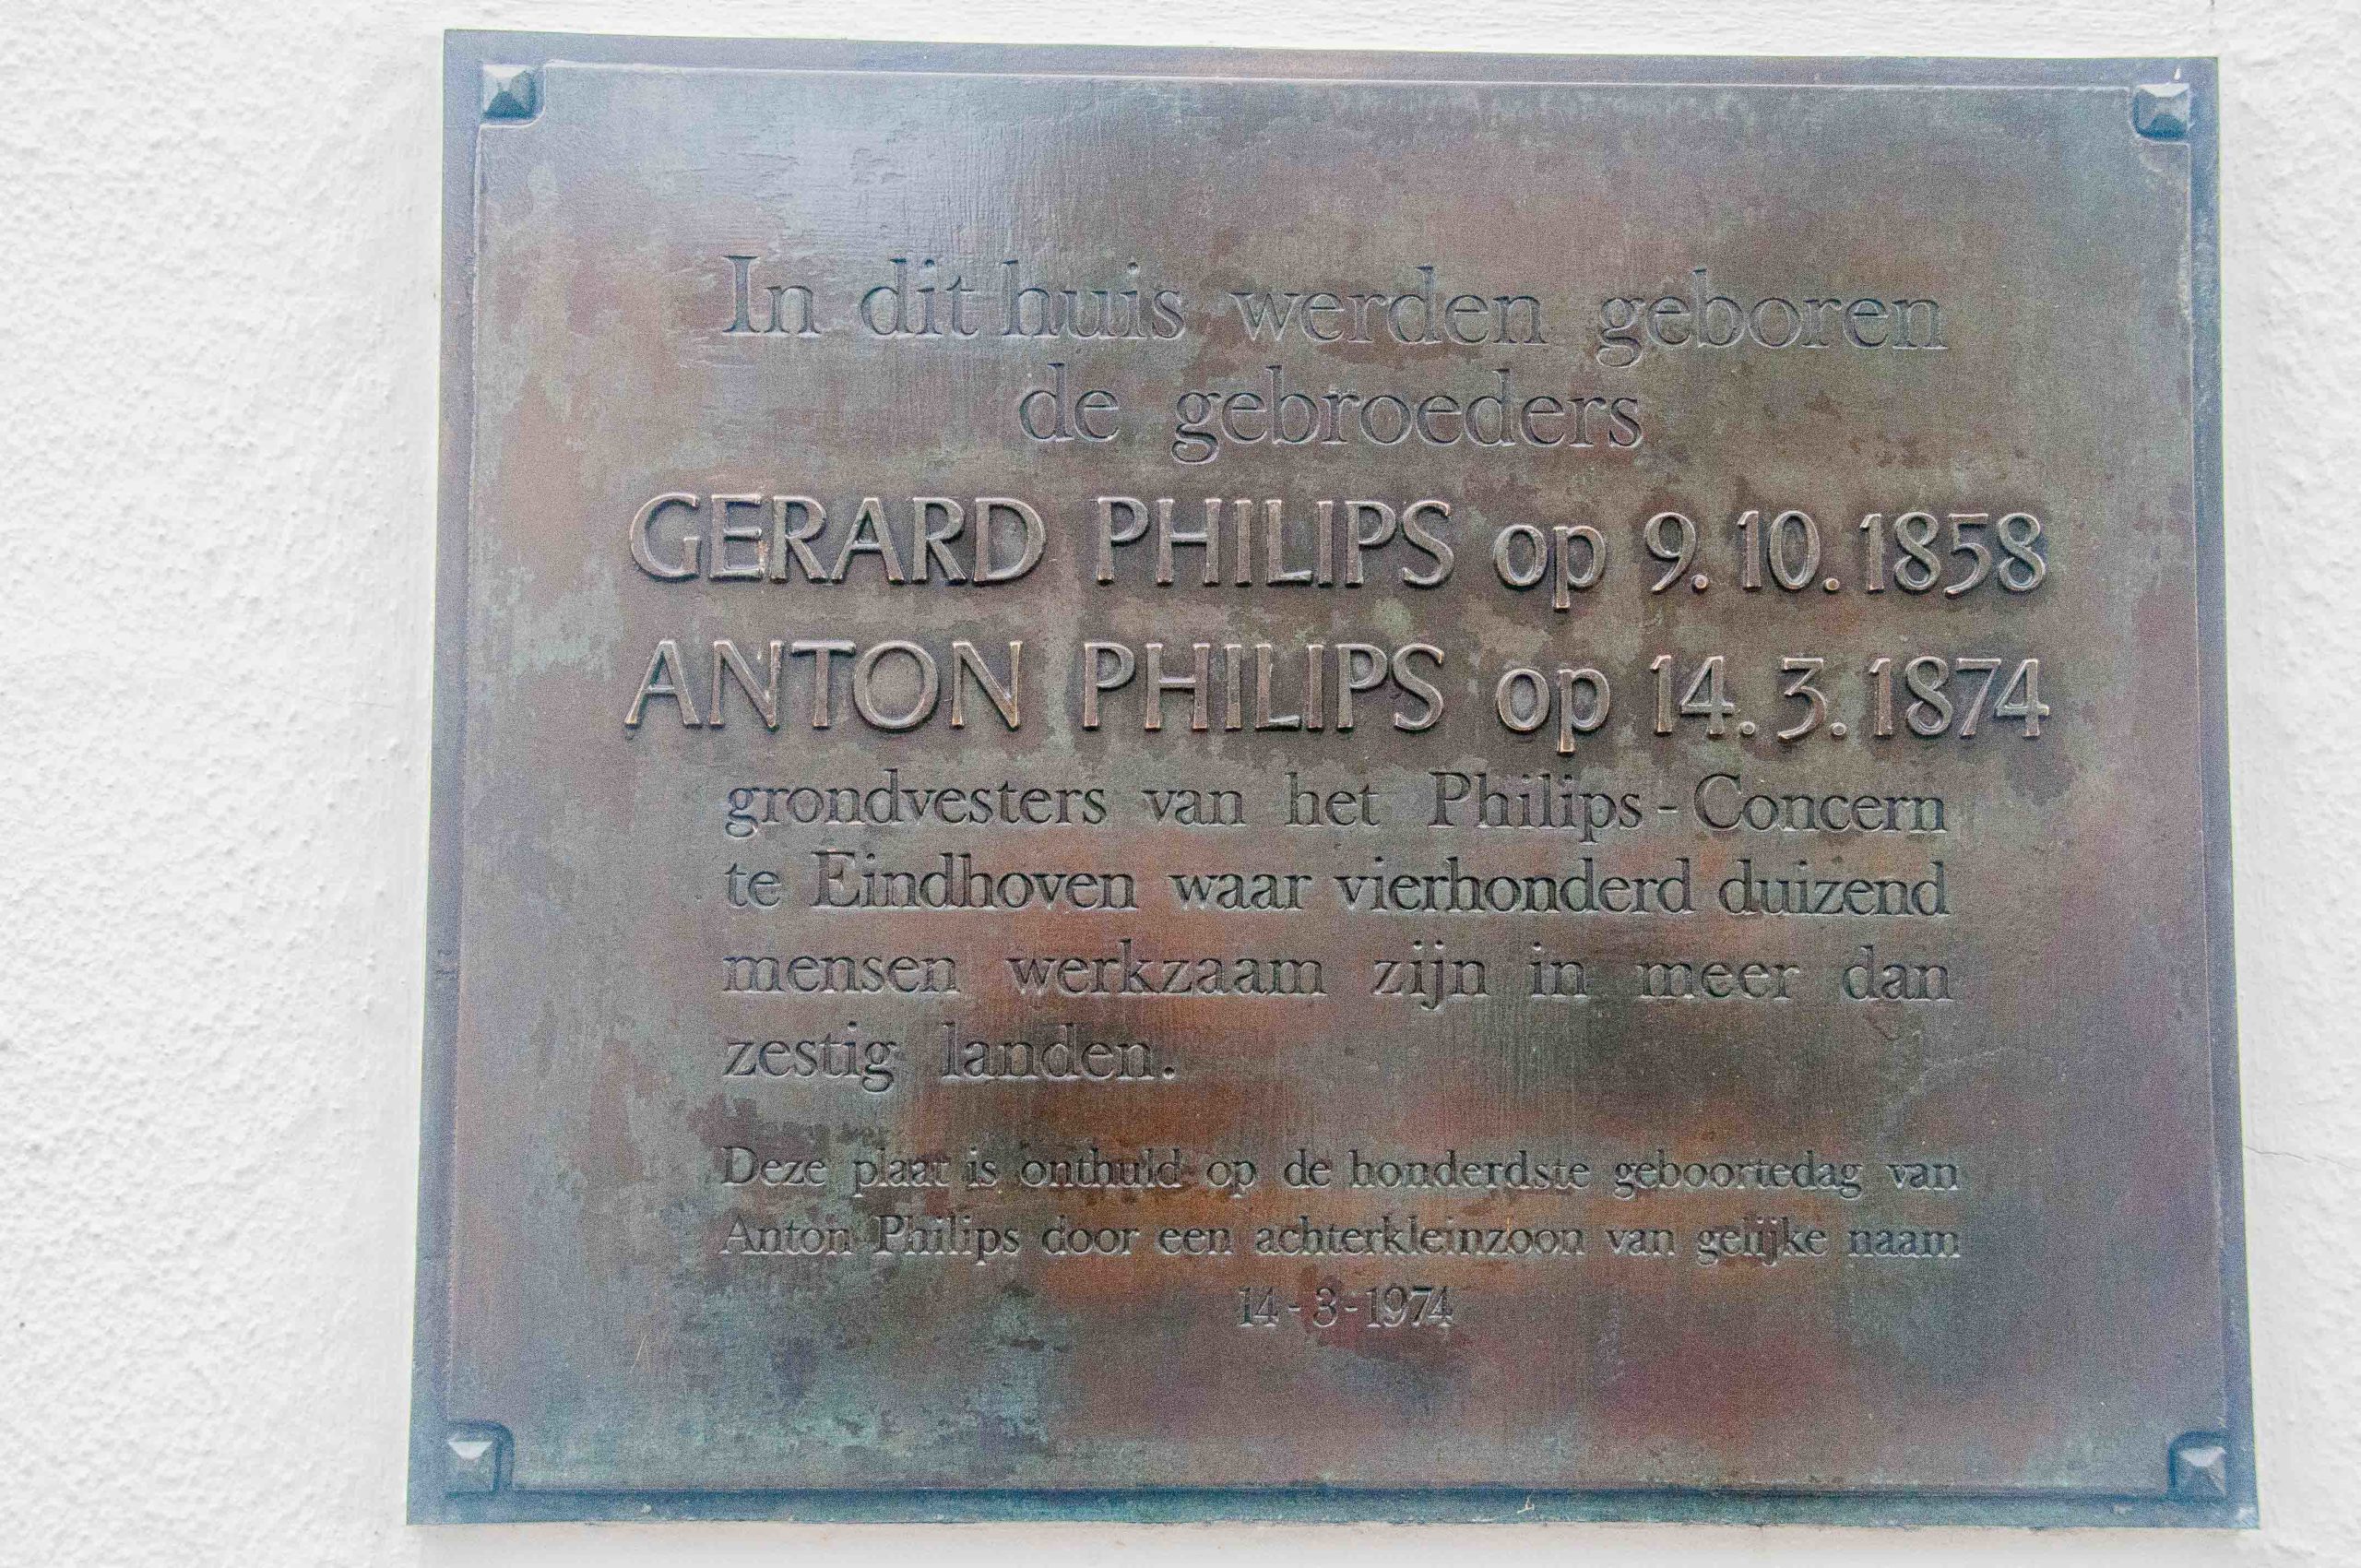 In dit huis werden geboren
de gebroeders
GERARD PHILIPS op 9.10.1858
ANTON PHILIPS op 14.3.1874
grondvesters van het Philips-Concern
te Eindhoven waar vierhonderd duizend
mensen werkzaam zijn in meer dan
zestig landen.
Deze plaat is onthuld op de honderdste geboortedag van
Anton Philips door een achterkleinzoon van gelijke naam
14-3-1974